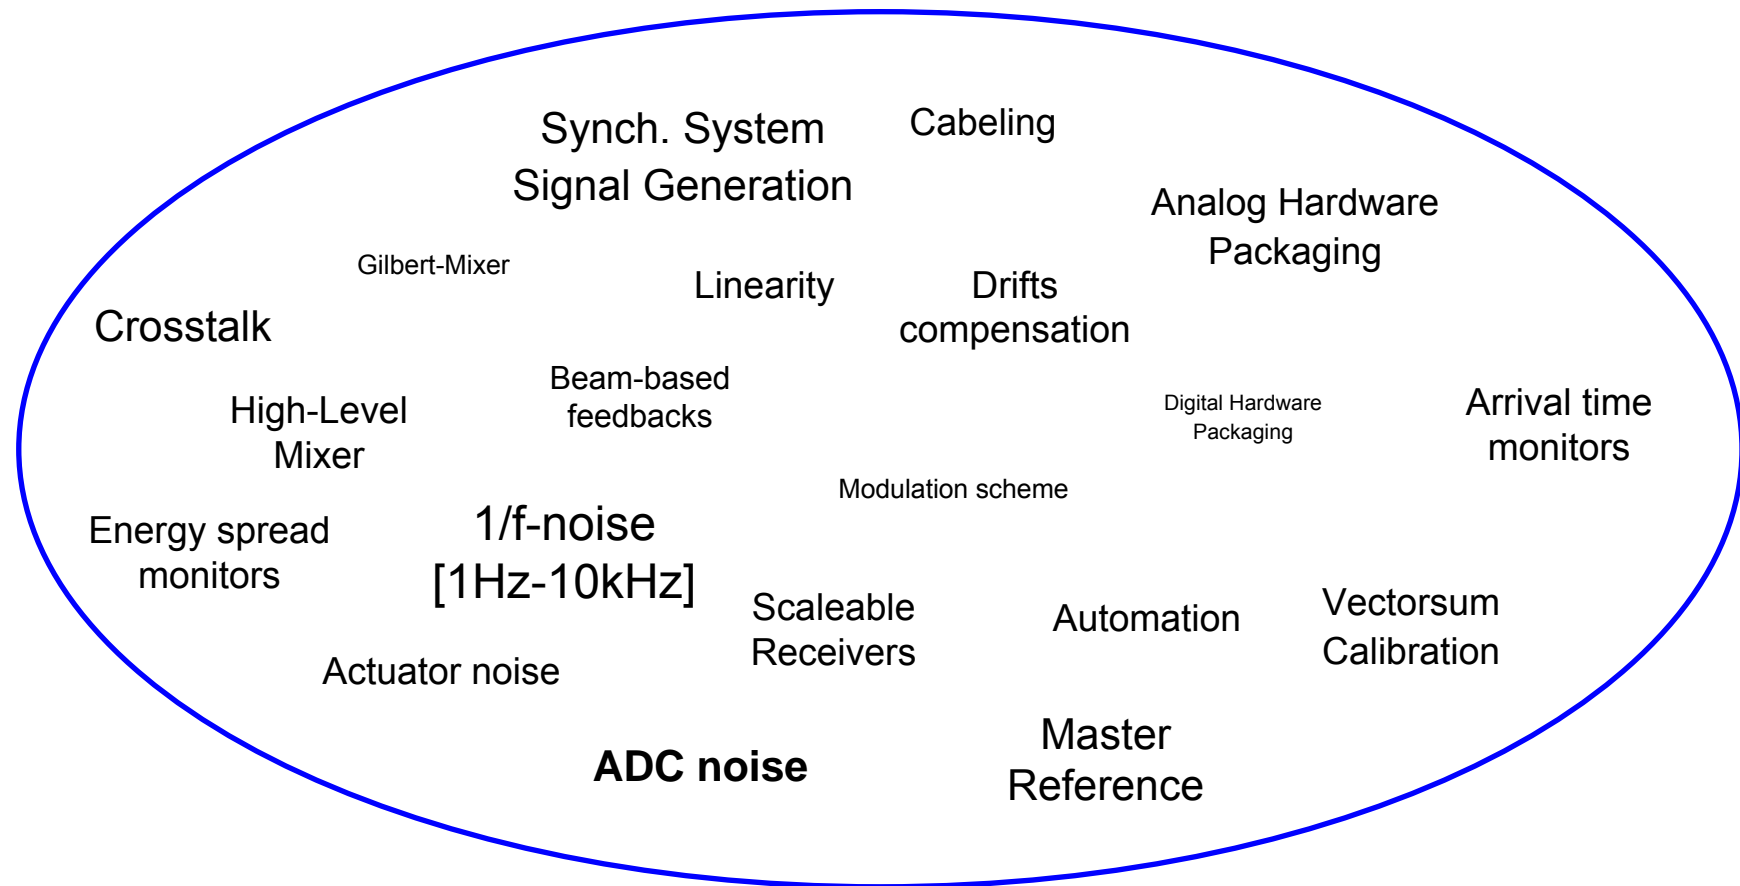 Synch. System
Signal Generation
Cabeling
Analog Hardware
Packaging
Gilbert-Mixer
Linearity
Drifts
compensation
Crosstalk
Beam-based
feedbacks
High-Level
Mixer
Digital Hardware
Packaging
Arrival time
monitors
Modulation scheme
Energy spread
monitors
1/f-noise
[1Hz-10kHz]
Scaleable
Receivers
Automation
Vectorsum
Calibration
Actuator noise
ADC noise
Master
Reference